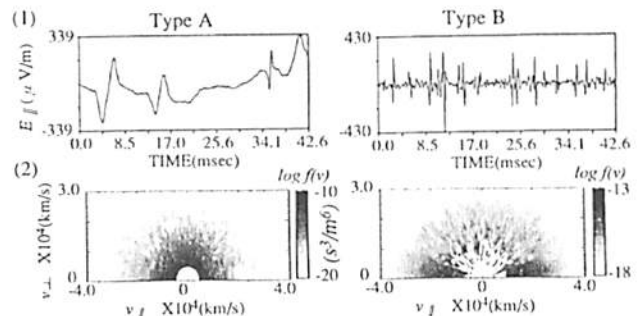 (1) Type A Type B
339 430
E∥ (μ V/m)
-339 -430
0.0 8.5 17.0 25.5 34.1 42.6 0.0 8.5 17.0 25.5 34.1 42.6
TIME(msec) TIME(msec)
(2) log f(v) log f(v)
3.0 -10 3.0 -13
v⊥ X10⁴(km/s) (s³/m⁶)
0 -20 0 -18
-4.0 0 4.0 -4.0 0 4.0
v∥ X10⁴(km/s) v∥ X10⁴(km/s)